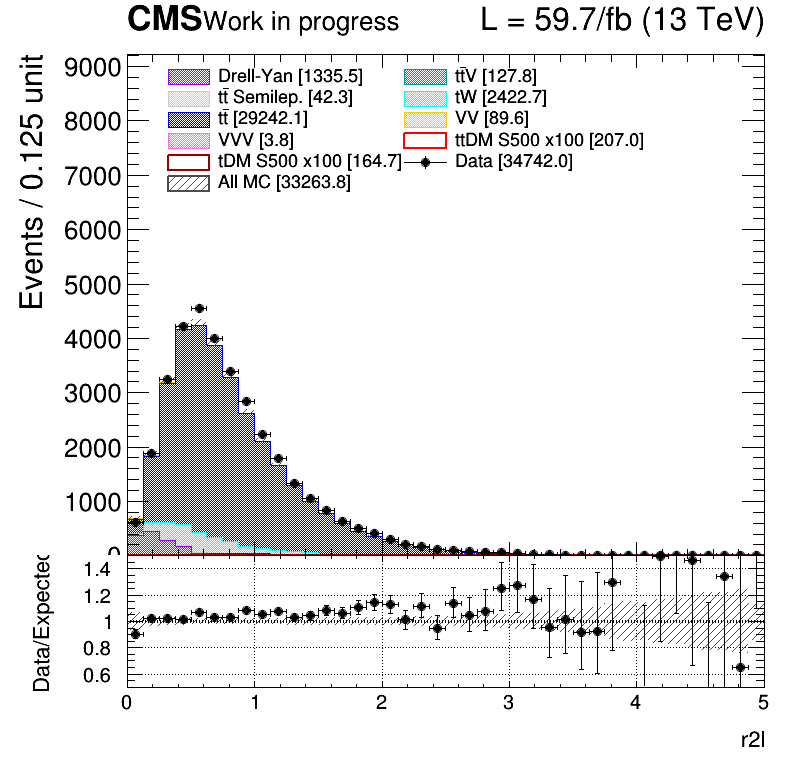 CMS Work in progress L = 59.7/fb (13 TeV)
Events / 0.125 unit
9000
8000
7000
6000
5000
4000
3000
2000
1000
0
Drell-Yan [1335.5] tt̄V [127.8]
tt̄ Semilep. [42.3] tW [2422.7]
tt̄ [29242.1] VV [89.6]
VVV [3.8] ttDM S500 x100 [207.0]
tDM S500 x100 [164.7] Data [34742.0]
All MC [33263.8]
Data/Expected
1.4
1.2
1
0.8
0.6
0 1 2 3 4 5
r2l